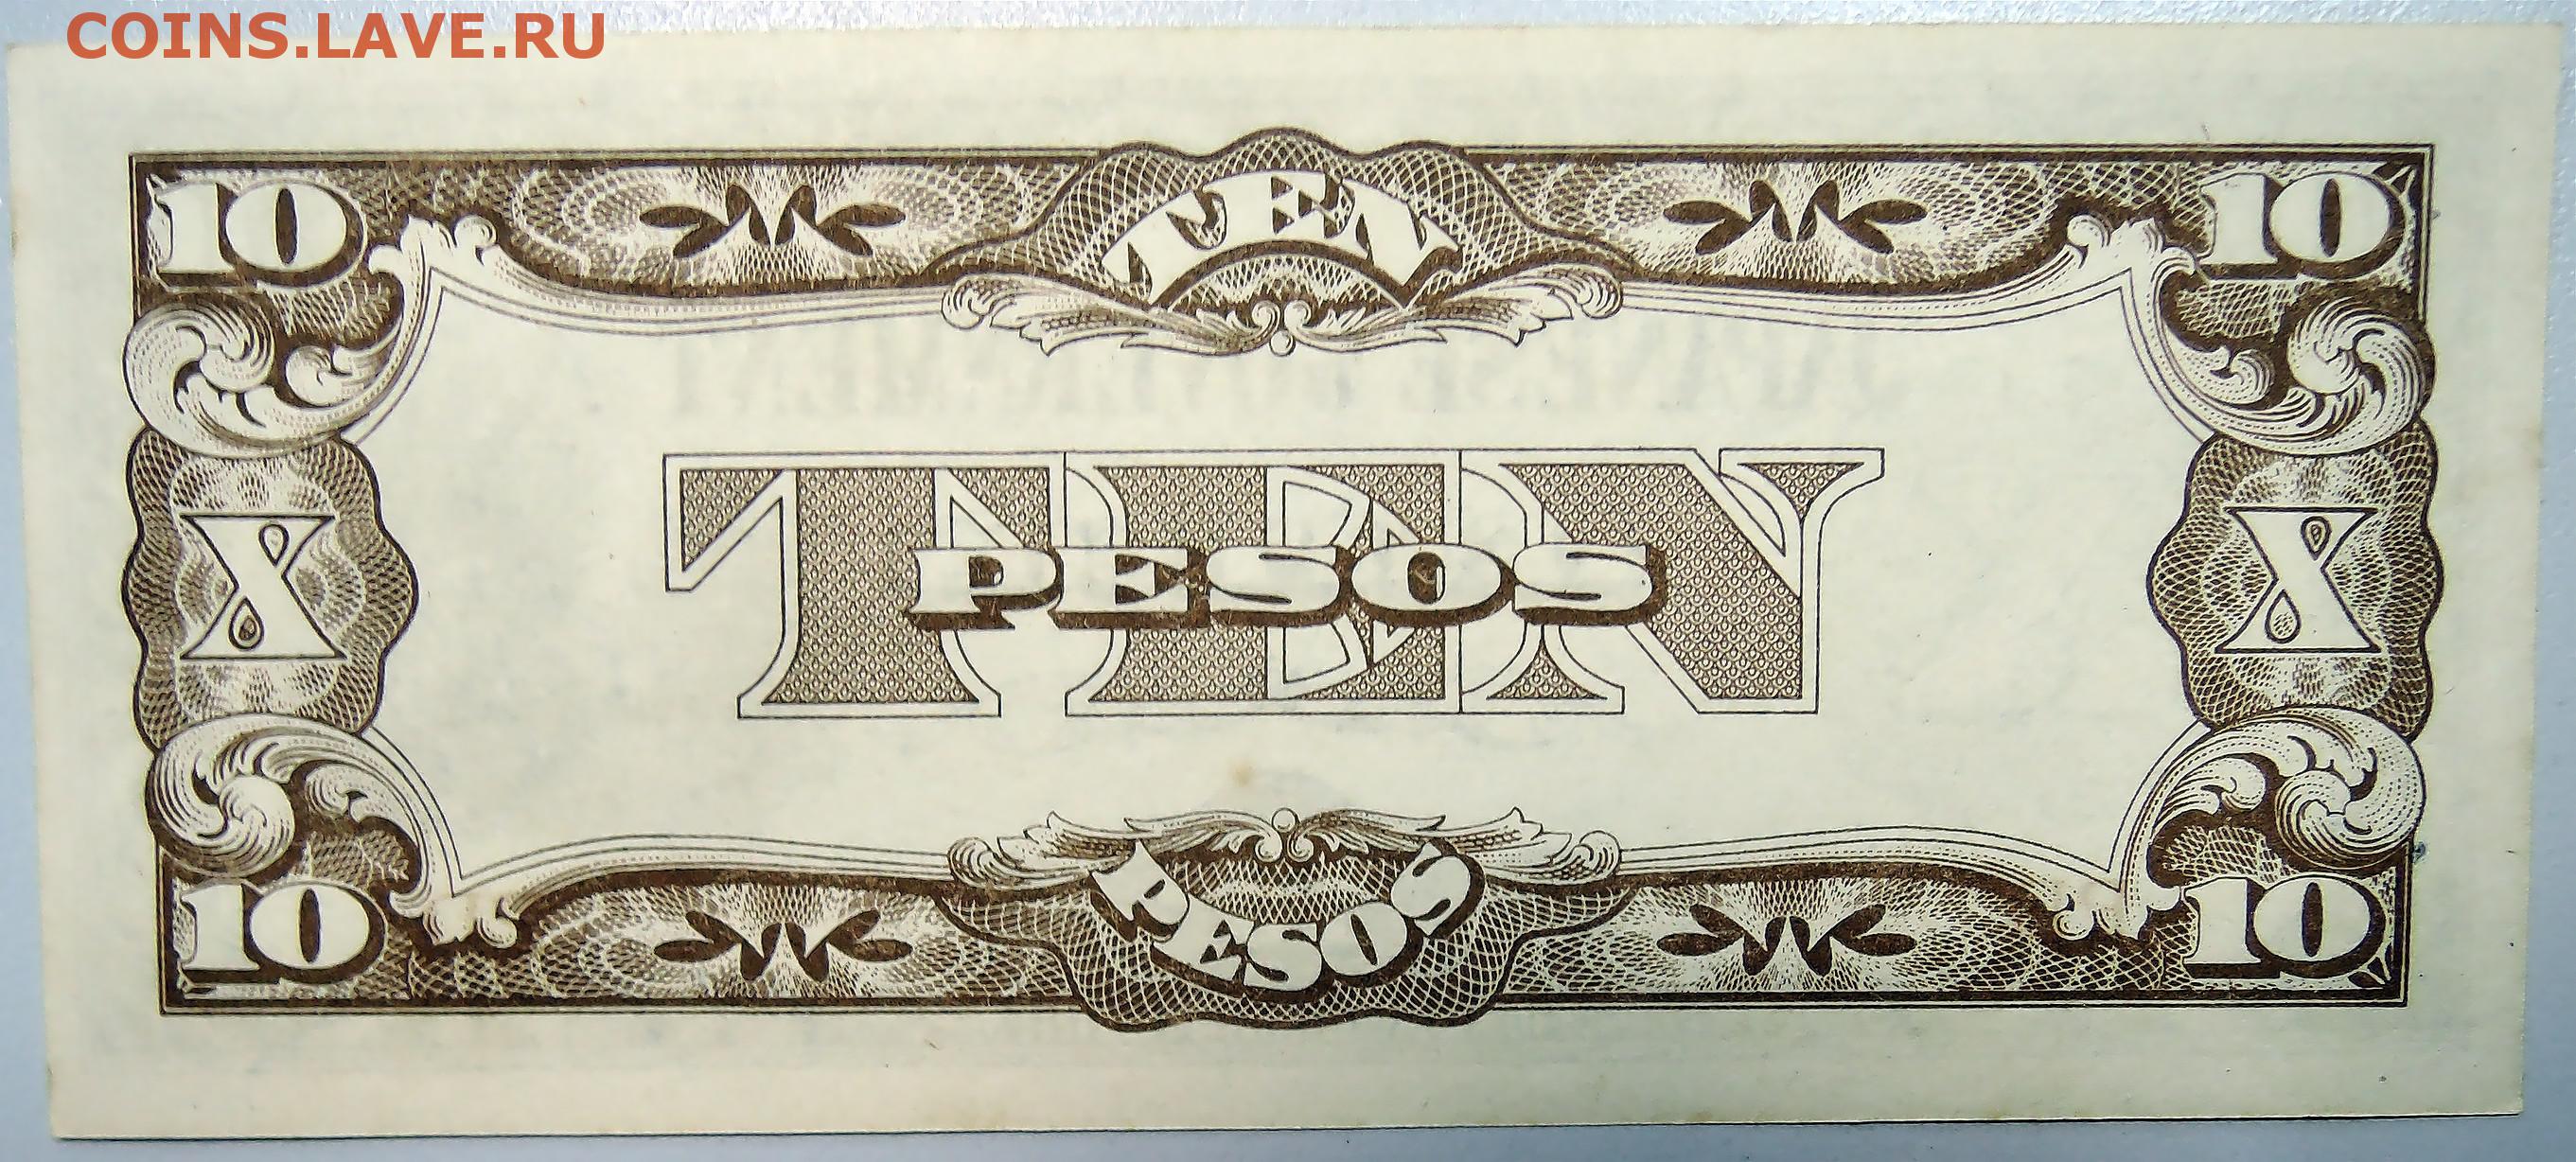 COINS.LAVE.RU
10 TEN 10
TEN
X PESOS X
10 PESOS 10